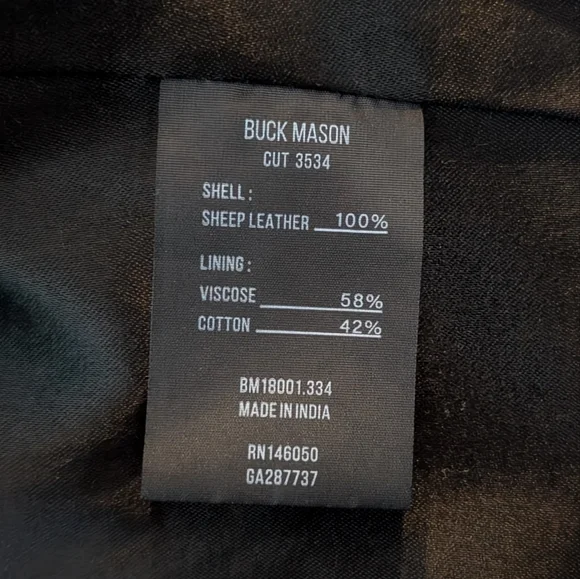 BUCK MASON
CUT 3534
SHELL:
SHEEP LEATHER 100%
LINING:
VISCOSE 58%
COTTON 42%
BM18001.334
MADE IN INDIA
RN146050
GA287737